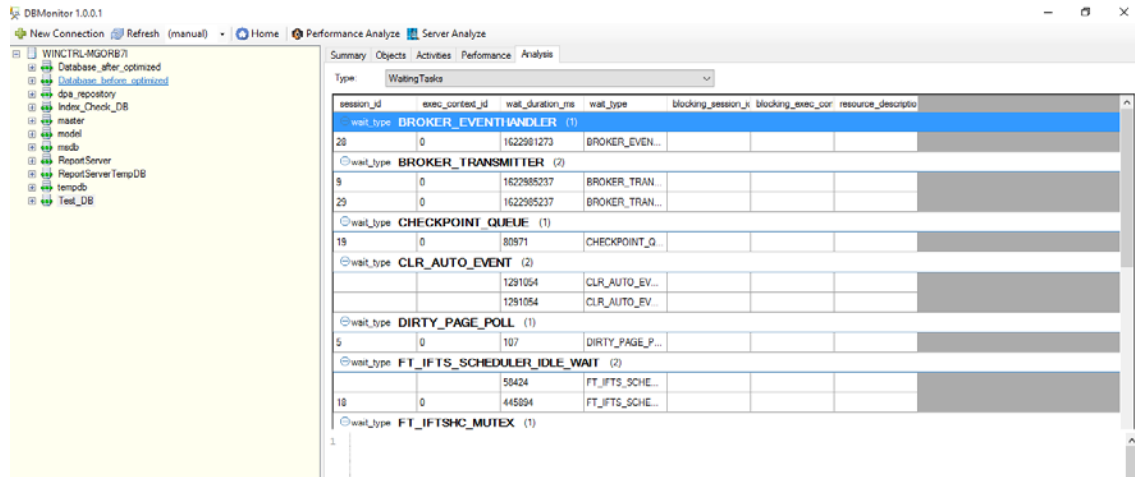 DBMonitor 1.0.0.1
New Connection Refresh (manual) Home Performance Analyze Server Analyze
WINCTRL-MGORB7I
Database_after_optimized
Database_before_optimized
dpa_repository
Index_Check_DB
master
model
msdb
ReportServer
ReportServerTempDB
tempdb
Test_DB
Summary Objects Activities Performance Analysis
Type: WaitingTasks
session_id exec_context_id wait_duration_ms wait_type blocking_session_ic blocking_exec_cor resource_descriptio
wait_type BROKER_EVENTHANDLER (1)
28 0 1622981273 BROKER_EVEN...
wait_type BROKER_TRANSMITTER (2)
9 0 1622985237 BROKER_TRAN...
29 0 1622985237 BROKER_TRAN...
wait_type CHECKPOINT_QUEUE (1)
19 0 80971 CHECKPOINT_Q...
wait_type CLR_AUTO_EVENT (2)
1291054 CLR_AUTO_EV...
1291054 CLR_AUTO_EV...
wait_type DIRTY_PAGE_POLL (1)
5 0 107 DIRTY_PAGE_P...
wait_type FT_IFTS_SCHEDULER_IDLE_WAIT (2)
58424 FT_IFTS_SCHE...
18 0 445894 FT_IFTS_SCHE...
wait_type FT_IFTSHC_MUTEX (1)
1